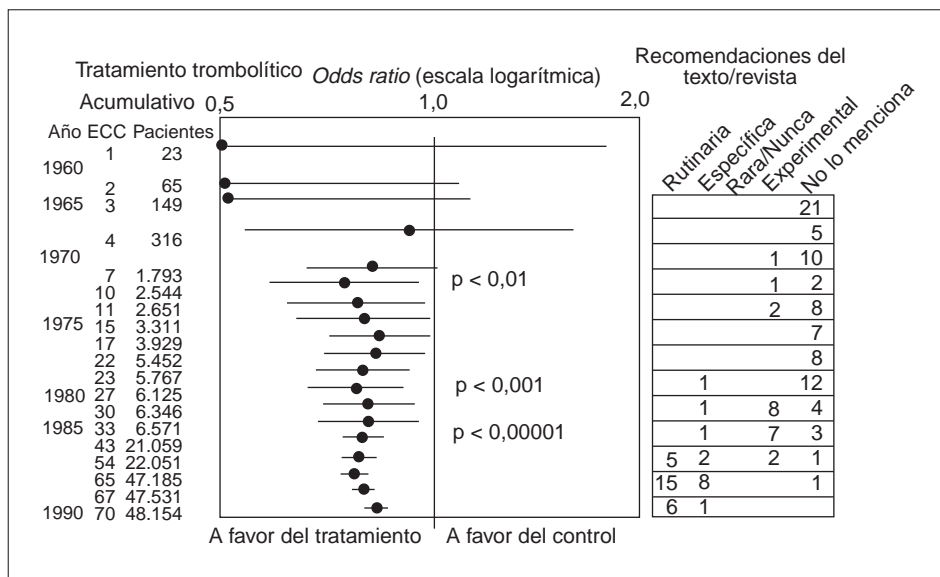 Tratamiento trombolítico
Acumulativo
Año ECC Pacientes
Odds ratio (escala logarítmica)
0,5 1,0 2,0
Recomendaciones del
texto/revista
Rutinaria
Específica
Rara/Nunca
Experimental
No lo menciona
1 23
1960
2 65
1965 3 149
4 316
1970
7 1.793
10 2.544
11 2.651
1975 15 3.311
17 3.929
22 5.452
23 5.767
1980 27 6.125
30 6.346
1985 33 6.571
43 21.059
54 22.051
65 47.185
67 47.531
1990 70 48.154
p < 0,01
p < 0,001
p < 0,00001
A favor del tratamiento A favor del control
21
5
1 10
1 2
2 8
7
8
1 12
1 8 4
1 7 3
5 2 2 1
15 8 1
6 1